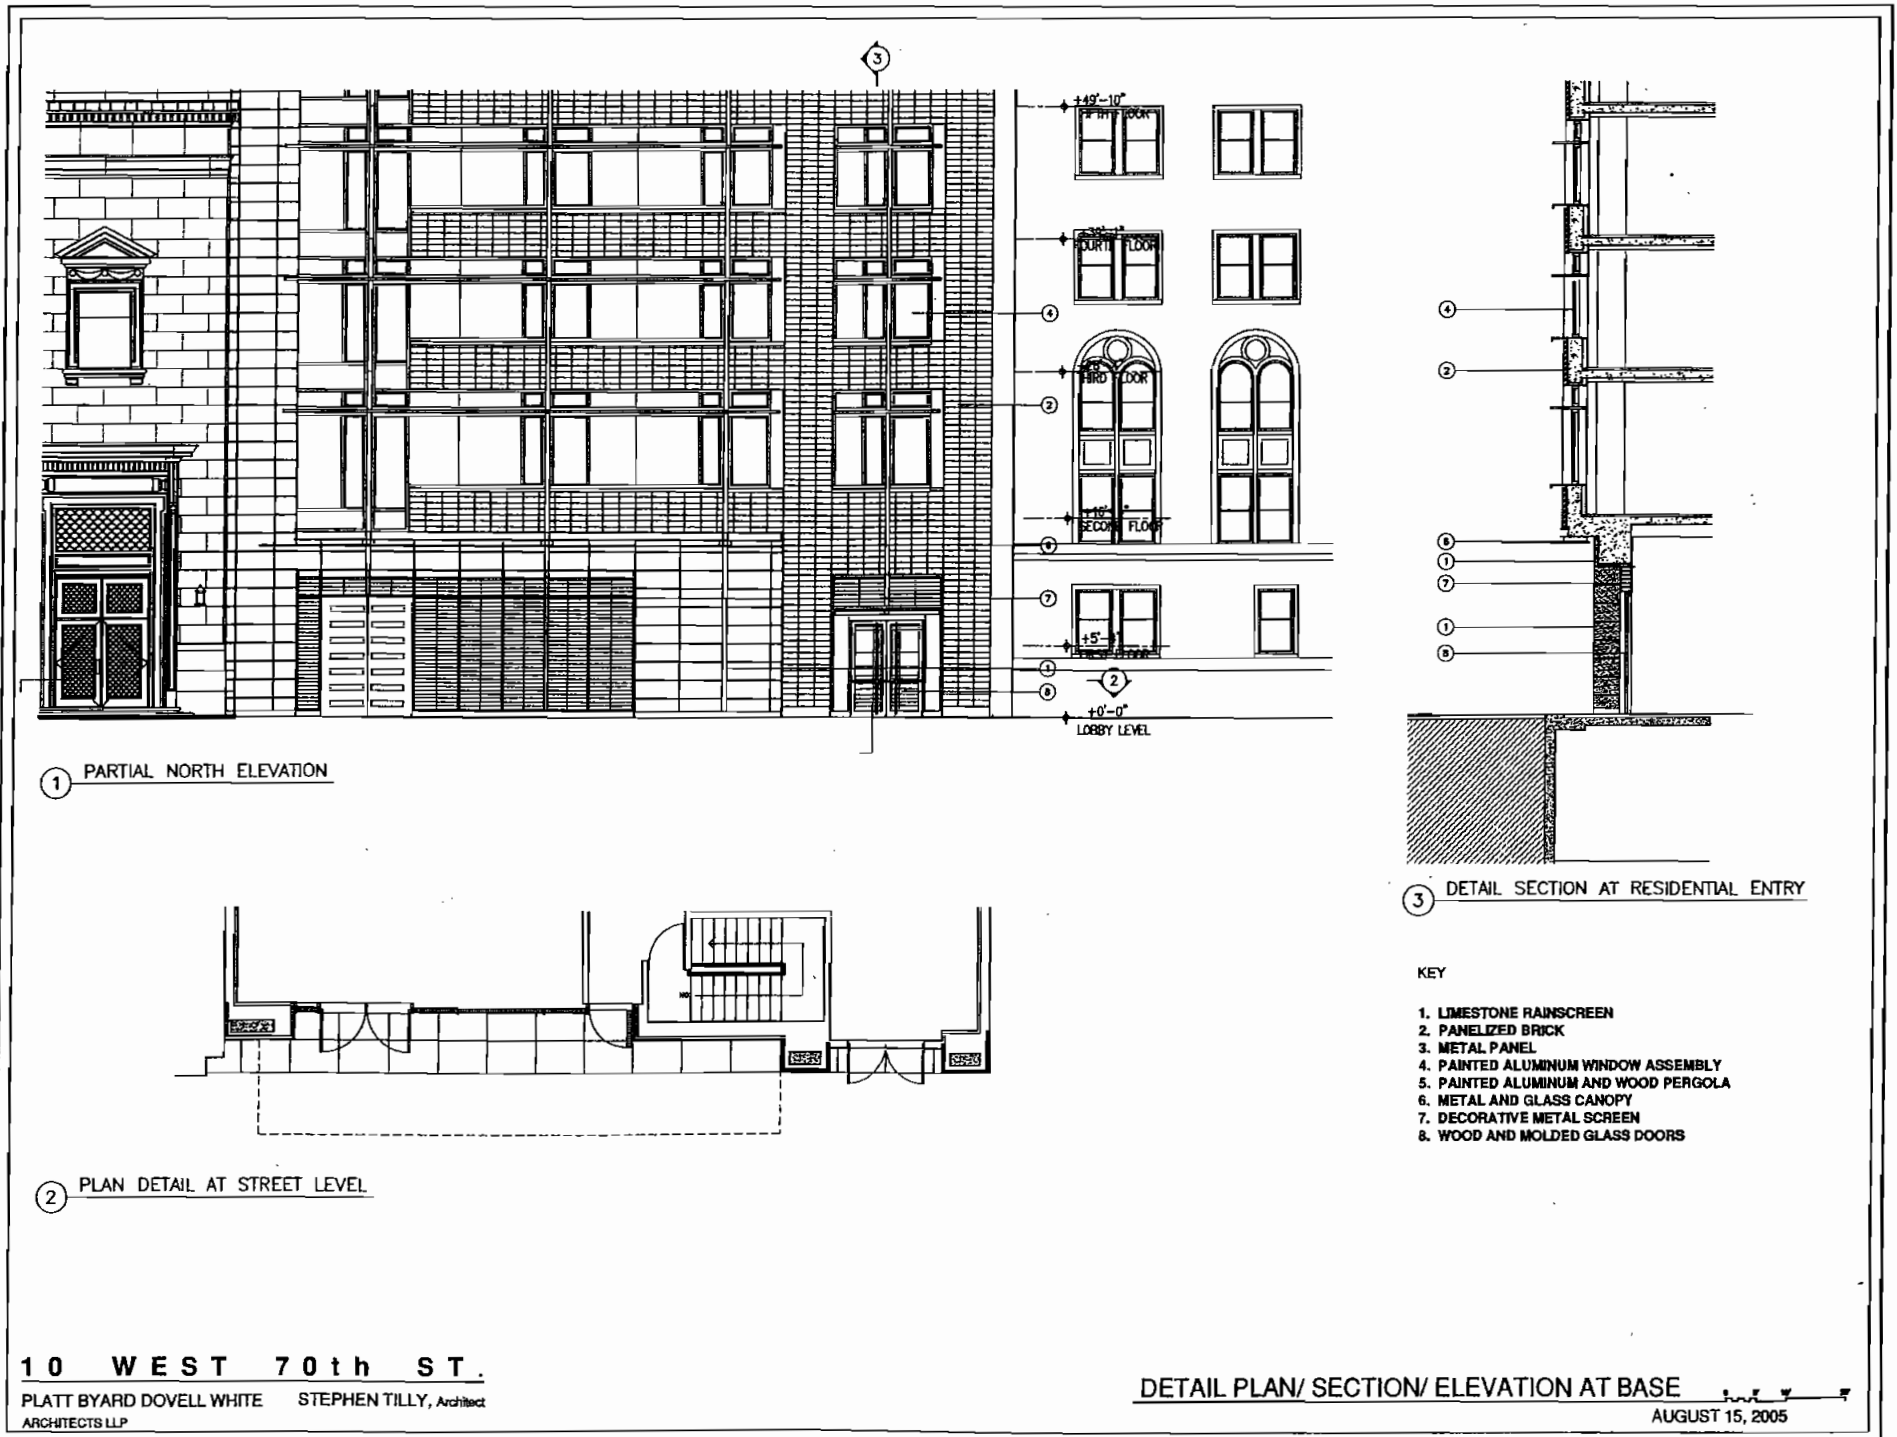 3
+49'-10"
FIFTH FLOOR
FOURTH FLOOR
4
4
THIRD FLOOR
2
2
SECOND FLOOR
6
1
7
7
1
+5'-
FIRST FLOOR
1
8
2
8
+0'-0"
LOBBY LEVEL
1 PARTIAL NORTH ELEVATION
3 DETAIL SECTION AT RESIDENTIAL ENTRY
KEY
1. LIMESTONE RAINSCREEN
2. PANELIZED BRICK
3. METAL PANEL
4. PAINTED ALUMINUM WINDOW ASSEMBLY
5. PAINTED ALUMINUM AND WOOD PERGOLA
6. METAL AND GLASS CANOPY
7. DECORATIVE METAL SCREEN
8. WOOD AND MOLDED GLASS DOORS
2 PLAN DETAIL AT STREET LEVEL
10 WEST 70th ST.
PLATT BYARD DOVELL WHITE STEPHEN TILLY, Architect
ARCHITECTS LLP
DETAIL PLAN/ SECTION/ ELEVATION AT BASE
AUGUST 15, 2005